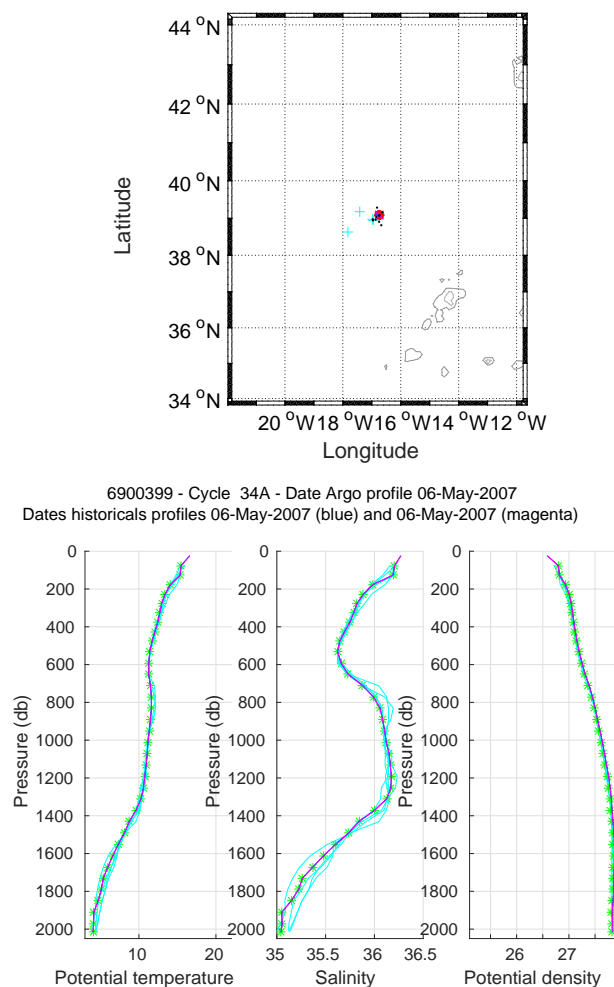 44 °N
42 °N
40 °N
38 °N
36 °N
34 °N
Latitude
20 °W 18 °W 16 °W 14 °W 12 °W
Longitude
6900399 - Cycle 34A - Date Argo profile 06-May-2007
Dates historicals profiles 06-May-2007 (blue) and 06-May-2007 (magenta)
0
200
400
600
800
1000
1200
1400
1600
1800
2000
Pressure (db)
10 20
Potential temperature
0
200
400
600
800
1000
1200
1400
1600
1800
2000
Pressure (db)
35 35.5 36 36.5
Salinity
0
200
400
600
800
1000
1200
1400
1600
1800
2000
Pressure (db)
26 27
Potential density